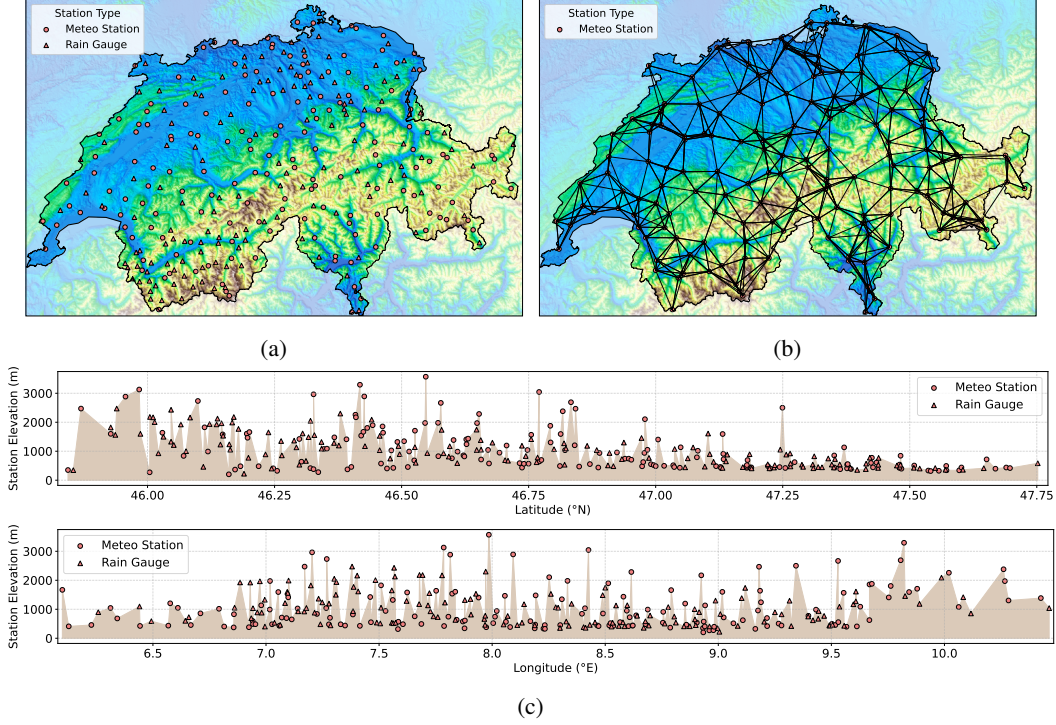 Station Type
Meteo Station
Rain Gauge
Station Type
Meteo Station
(a)
(b)
Station Elevation (m)
3000
2000
1000
0
Meteo Station
Rain Gauge
46.00 46.25 46.50 46.75 47.00 47.25 47.50 47.75
Latitude (°N)
Station Elevation (m)
3000
2000
1000
0
Meteo Station
Rain Gauge
6.5 7.0 7.5 8.0 8.5 9.0 9.5 10.0
Longitude (°E)
(c)